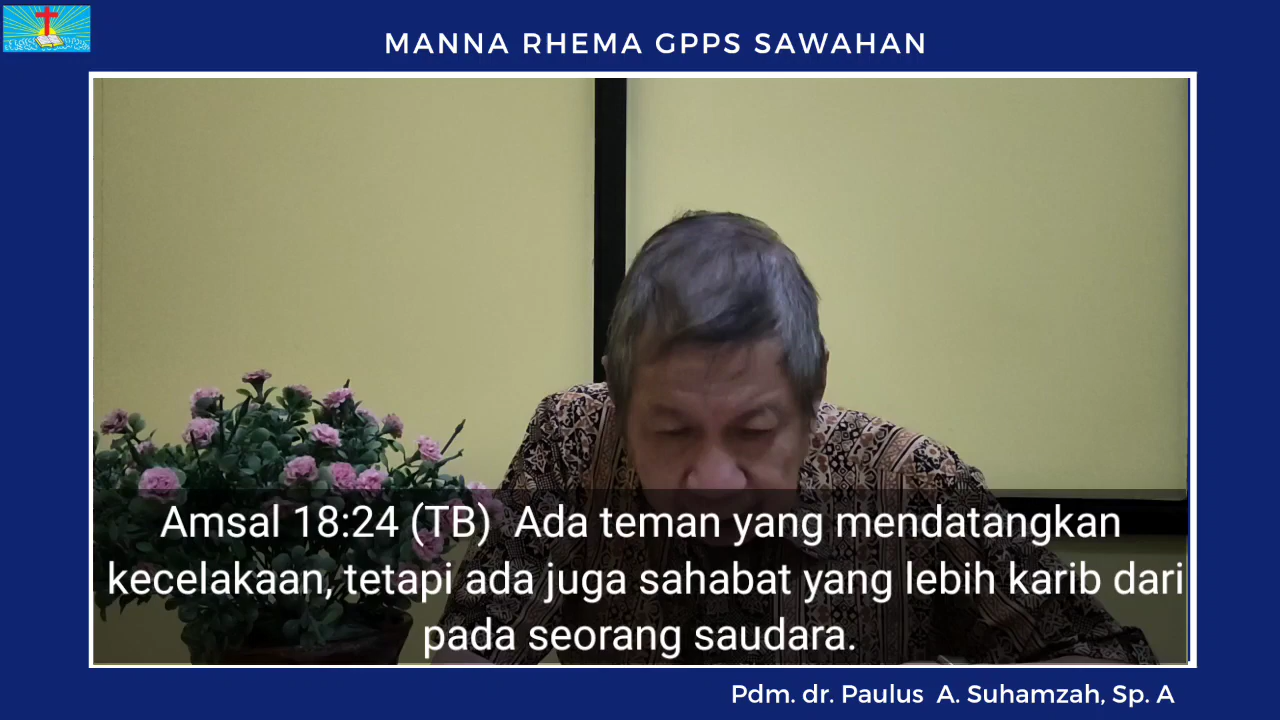 MANNA RHEMA GPPS SAWAHAN
Amsal 18:24 (TB) Ada teman yang mendatangkan
kecelakaan, tetapi ada juga sahabat yang lebih karib dari
pada seorang saudara.
Pdm. dr. Paulus A. Suhamzah, Sp. A